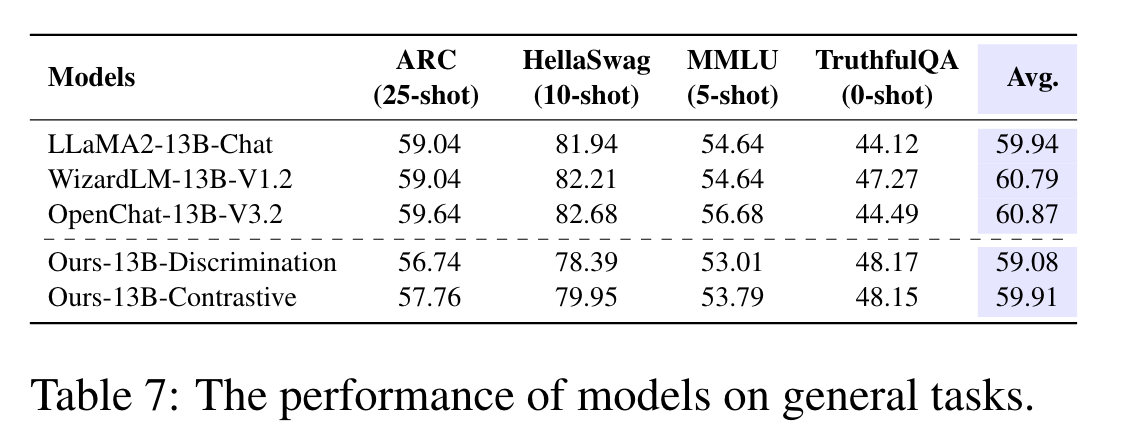 Models ARC HellaSwag MMLU TruthfulQA Avg.
(25-shot) (10-shot) (5-shot) (0-shot)
LLaMA2-13B-Chat 59.04 81.94 54.64 44.12 59.94
WizardLM-13B-V1.2 59.04 82.21 54.64 47.27 60.79
OpenChat-13B-V3.2 59.64 82.68 56.68 44.49 60.87
Ours-13B-Discrimination 56.74 78.39 53.01 48.17 59.08
Ours-13B-Contrastive 57.76 79.95 53.79 48.15 59.91
Table 7: The performance of models on general tasks.